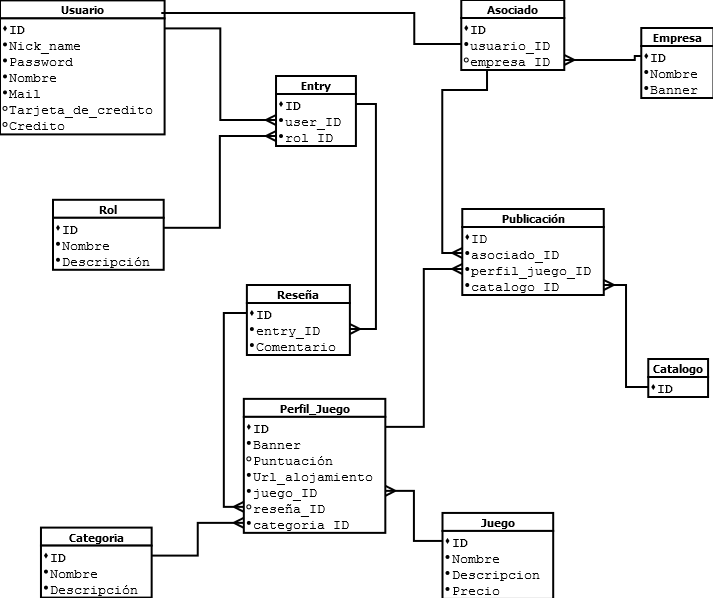 Usuario
ID
Nick_name
Password
Nombre
Mail
Tarjeta_de_credito
Credito
Asociado
ID
usuario_ID
empresa_ID
Empresa
ID
Nombre
Banner
Entry
ID
user_ID
rol_ID
Rol
ID
Nombre
Descripción
Publicación
ID
asociado_ID
perfil_juego_ID
catalogo_ID
Reseña
ID
entry_ID
Comentario
Catalogo
ID
Perfil_Juego
ID
Banner
Puntuación
Url_alojamiento
juego_ID
reseña_ID
categoria_ID
Categoria
ID
Nombre
Descripción
Juego
ID
Nombre
Descripcion
Precio